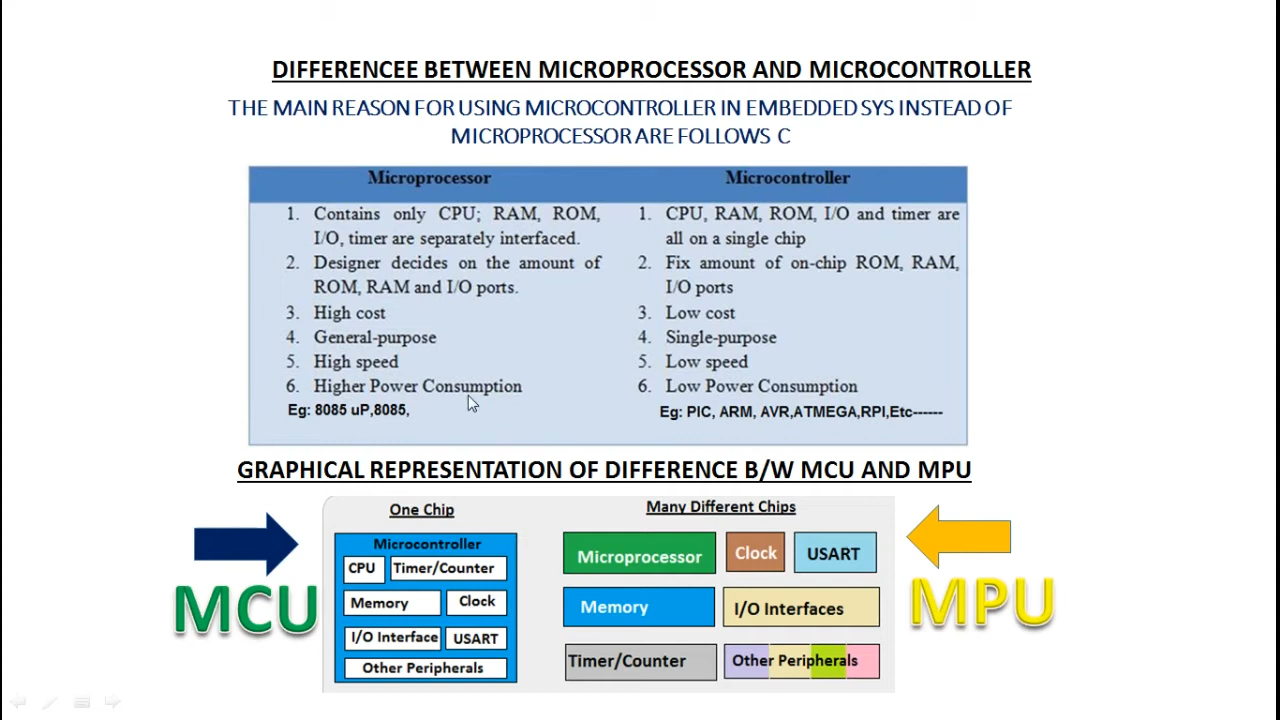 DIFFERENCEE BETWEEN MICROPROCESSOR AND MICROCONTROLLER
THE MAIN REASON FOR USING MICROCONTROLLER IN EMBEDDED SYS INSTEAD OF
MICROPROCESSOR ARE FOLLOWS C
Microprocessor
1. Contains only CPU; RAM, ROM,
I/O, timer are separately interfaced.
2. Designer decides on the amount of
ROM, RAM and I/O ports.
3. High cost
4. General-purpose
5. High speed
6. Higher Power Consumption
Eg: 8085 uP,8085,
Microcontroller
1. CPU, RAM, ROM, I/O and timer are
all on a single chip
2. Fix amount of on-chip ROM, RAM,
I/O ports
3. Low cost
4. Single-purpose
5. Low speed
6. Low Power Consumption
Eg: PIC, ARM, AVR,ATMEGA,RPI,Etc------
GRAPHICAL REPRESENTATION OF DIFFERENCE B/W MCU AND MPU
MCU
One Chip
Microcontroller
CPU
Timer/Counter
Memory
Clock
I/O Interface
USART
Other Peripherals
Many Different Chips
Microprocessor
Clock
USART
Memory
I/O Interfaces
Timer/Counter
Other Peripherals
MPU